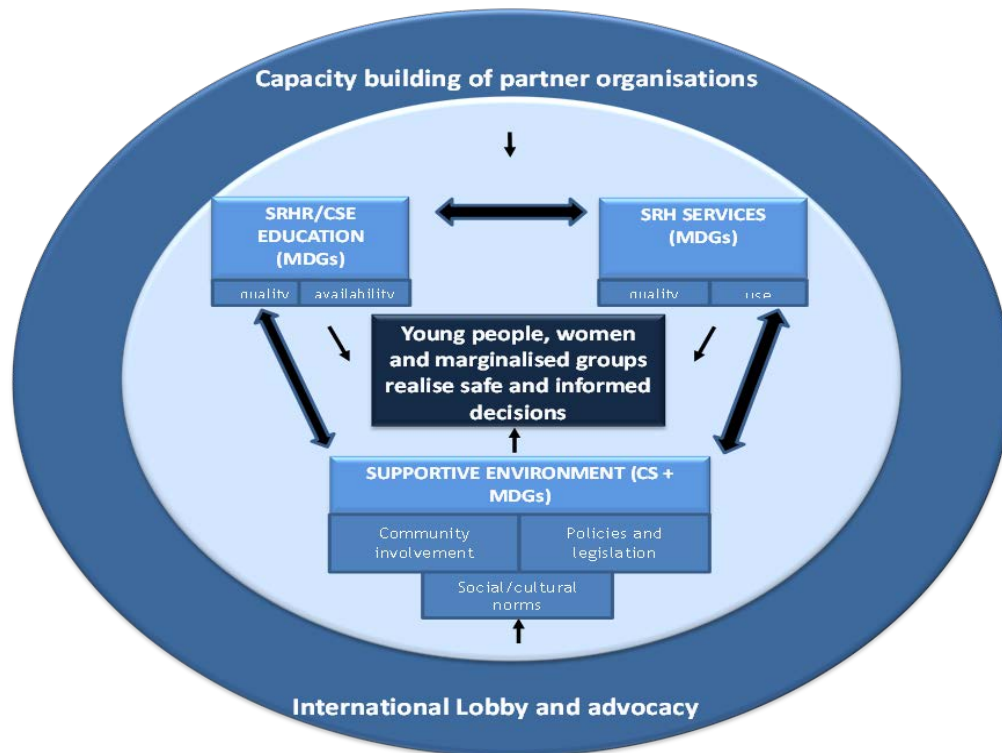 Capacity building of partner organisations
SRHR/CSE
EDUCATION
(MDGs)
quality
availability
SRH SERVICES
(MDGs)
quality
use
Young people, women
and marginalised groups
realise safe and informed
decisions
SUPPORTIVE ENVIRONMENT (CS +
MDGs)
Community
involvement
Policies and
legislation
Social/cultural
norms
International Lobby and advocacy